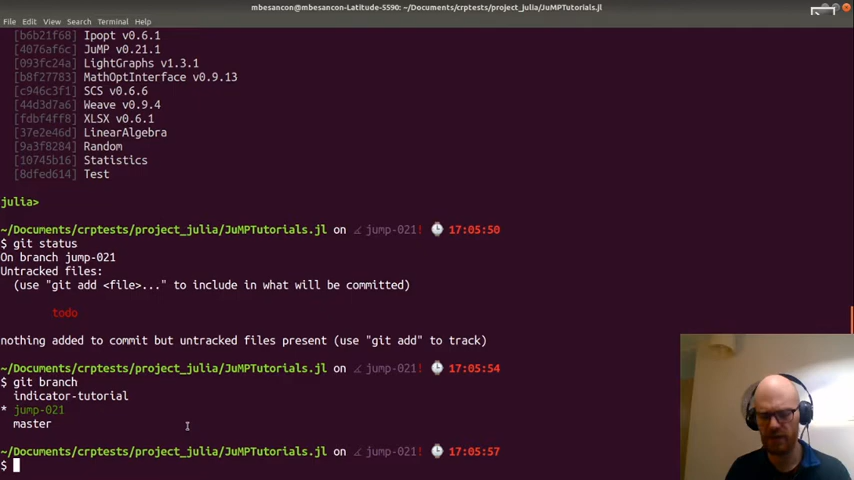 mbesancon@mbesancon-Latitude-5590: ~/Documents/crptests/project_julia/JuMPTutorials.jl
File Edit View Search Terminal Help
[b6b21f68] Ipopt v0.6.1
[4076af6c] JuMP v0.21.1
[093fc24a] LightGraphs v1.3.1
[b8f27783] MathOptInterface v0.9.13
[c946c3f1] SCS v0.6.6
[44d3d7a6] Weave v0.9.4
[fdbf4ff8] XLSX v0.6.1
[37e2e46d] LinearAlgebra
[9a3f8284] Random
[10745b16] Statistics
[8dfed614] Test
julia>
~/Documents/crptests/project_julia/JuMPTutorials.jl on jump-021! 17:05:50
$ git status
On branch jump-021
Untracked files:
(use "git add <file>..." to include in what will be committed)
todo
nothing added to commit but untracked files present (use "git add" to track)
~/Documents/crptests/project_julia/JuMPTutorials.jl on jump-021! 17:05:54
$ git branch
indicator-tutorial
* jump-021
master
~/Documents/crptests/project_julia/JuMPTutorials.jl on jump-021! 17:05:57
$